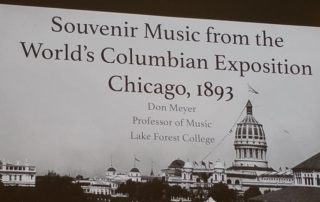 Souvenir Music from the
World's Columbian Exposition
Chicago, 1893
Don Meyer
Professor of Music
Lake Forest College